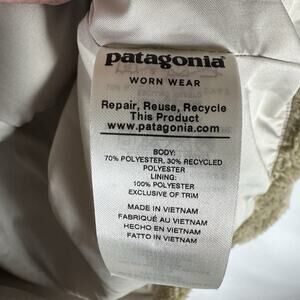 patagonia
WORN WEAR
Repair, Reuse, Recycle
This Product
www.patagonia.com
BODY:
70% POLYESTER, 30% RECYCLED
POLYESTER
LINING:
100% POLYESTER
EXCLUSIVE OF TRIM
MADE IN VIETNAM
FABRIQUÉ AU VIETNAM
HECHO EN VIETNAM
FATTO IN VIETNAM